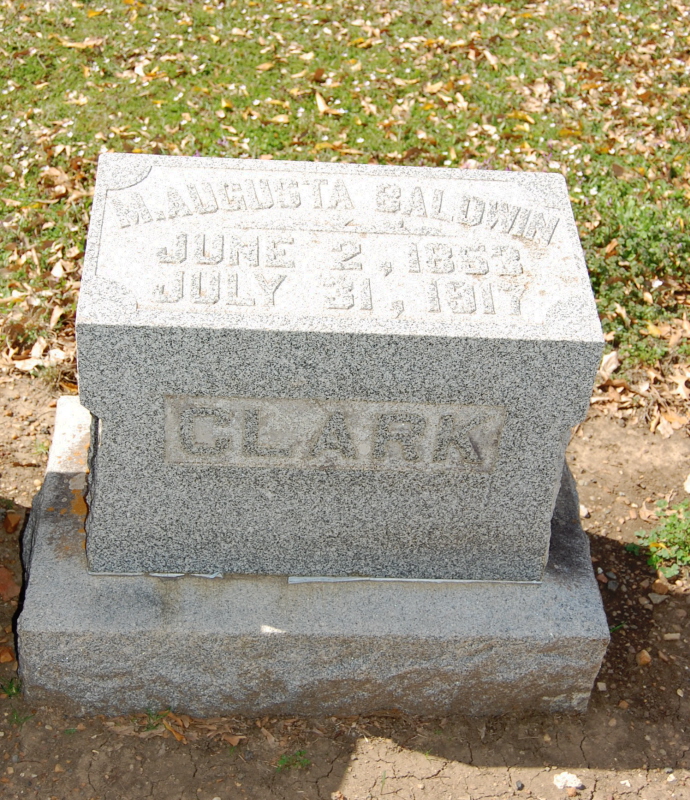 M. AUGUSTA BALDWIN
JUNE 2, 1853
JULY 31, 1917
CLARK